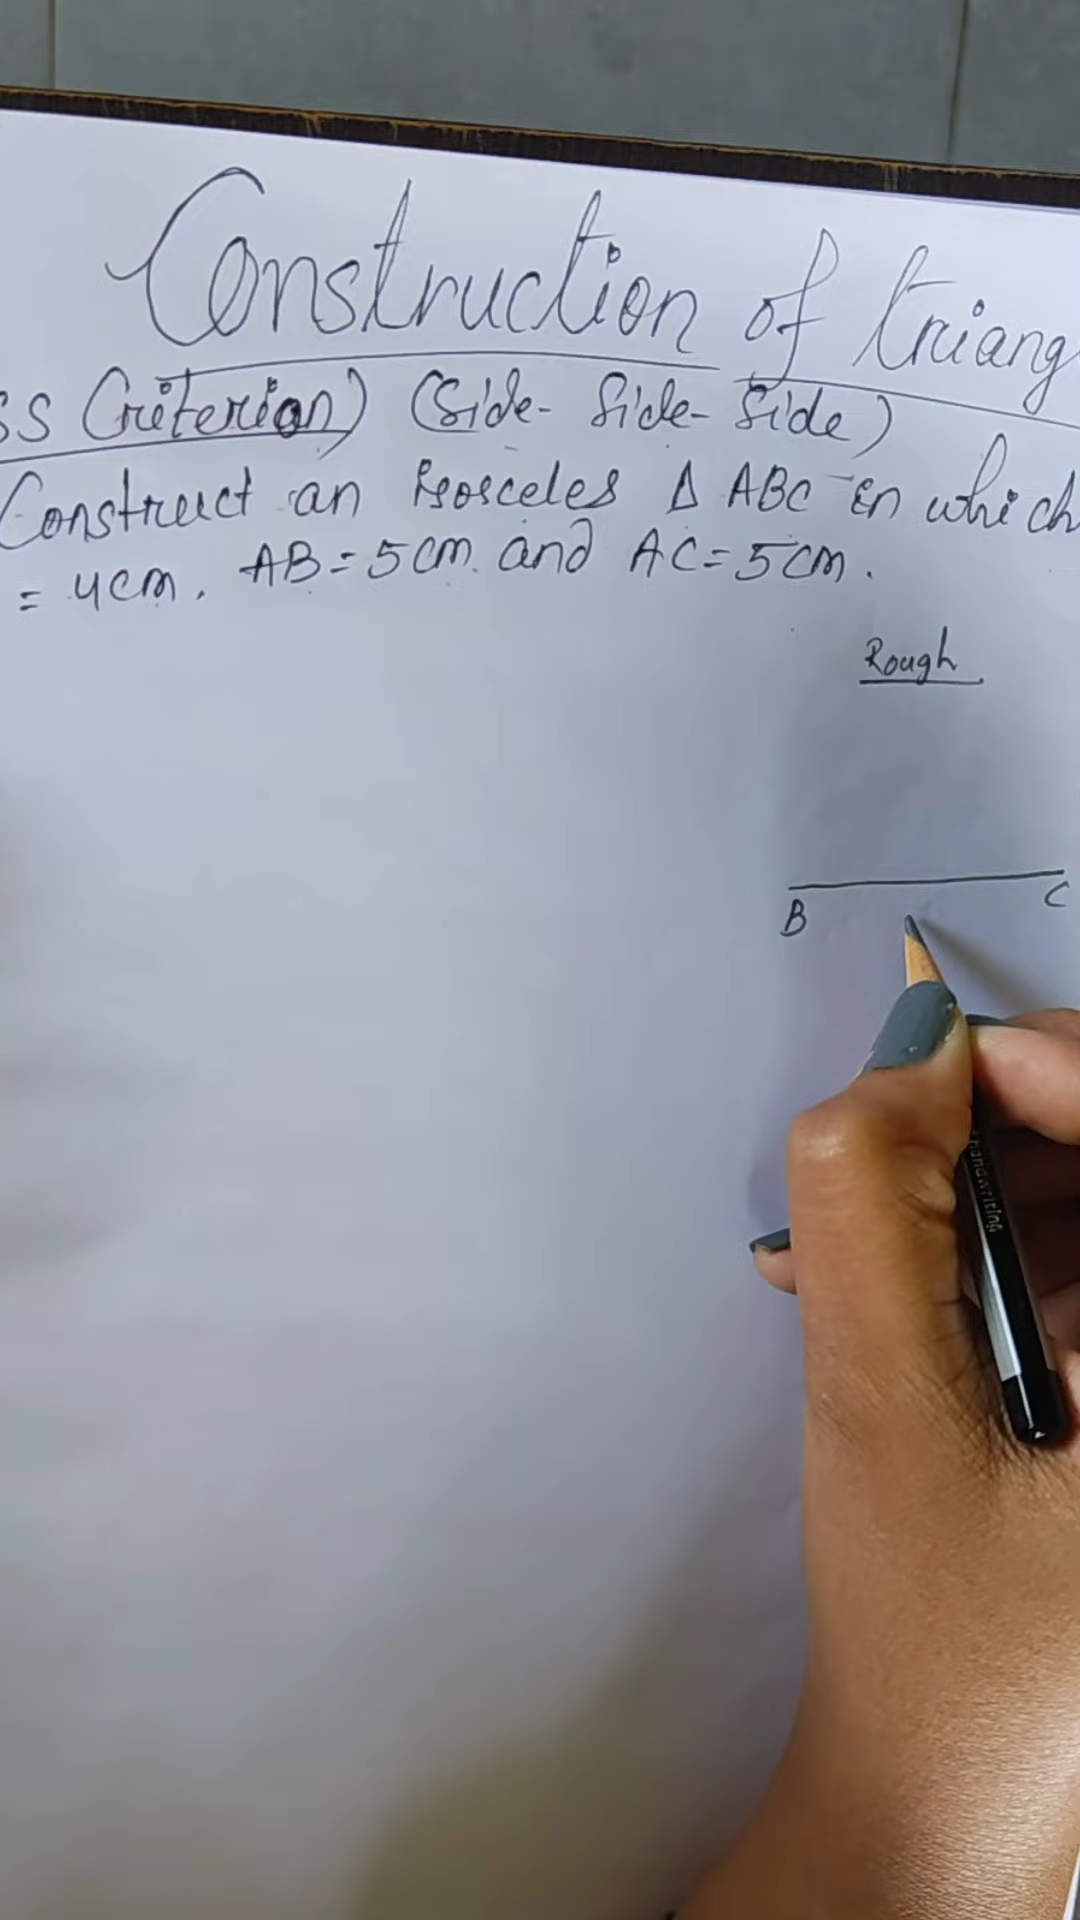 Construction of triang
SS Criterion) (Side-Side-Side)
Construct an Isosceles Δ ABC in which
= 4cm. AB = 5cm and AC = 5cm.
Rough
B C
handwriting